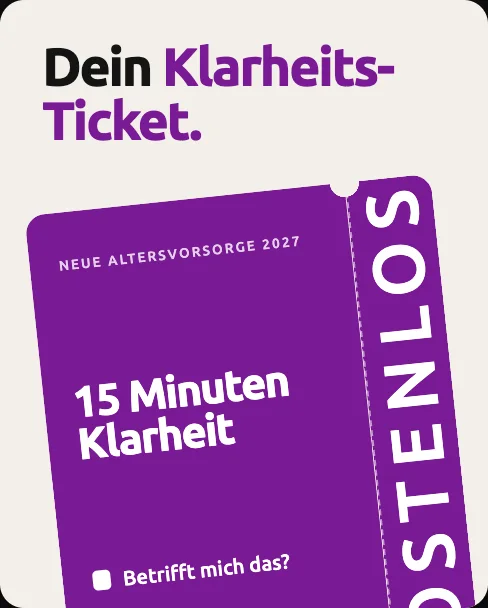 Dein Klarheits-
Ticket.
NEUE ALTERSVORSORGE 2027
15 Minuten
Klarheit
Betrifft mich das?
OSTENLOS